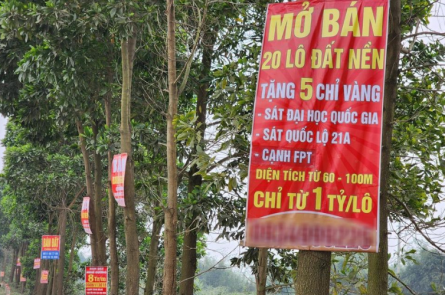 MỞ BÁN
20 LÔ ĐẤT NỀN
TẶNG 5 CHỈ VÀNG
- SÁT ĐẠI HỌC QUỐC GIA
- SÁT QUỐC LỘ 21A
- CẠNH FPT
DIỆN TÍCH TỪ 60 - 100M
CHỈ TỪ 1 TỶ/LÔ